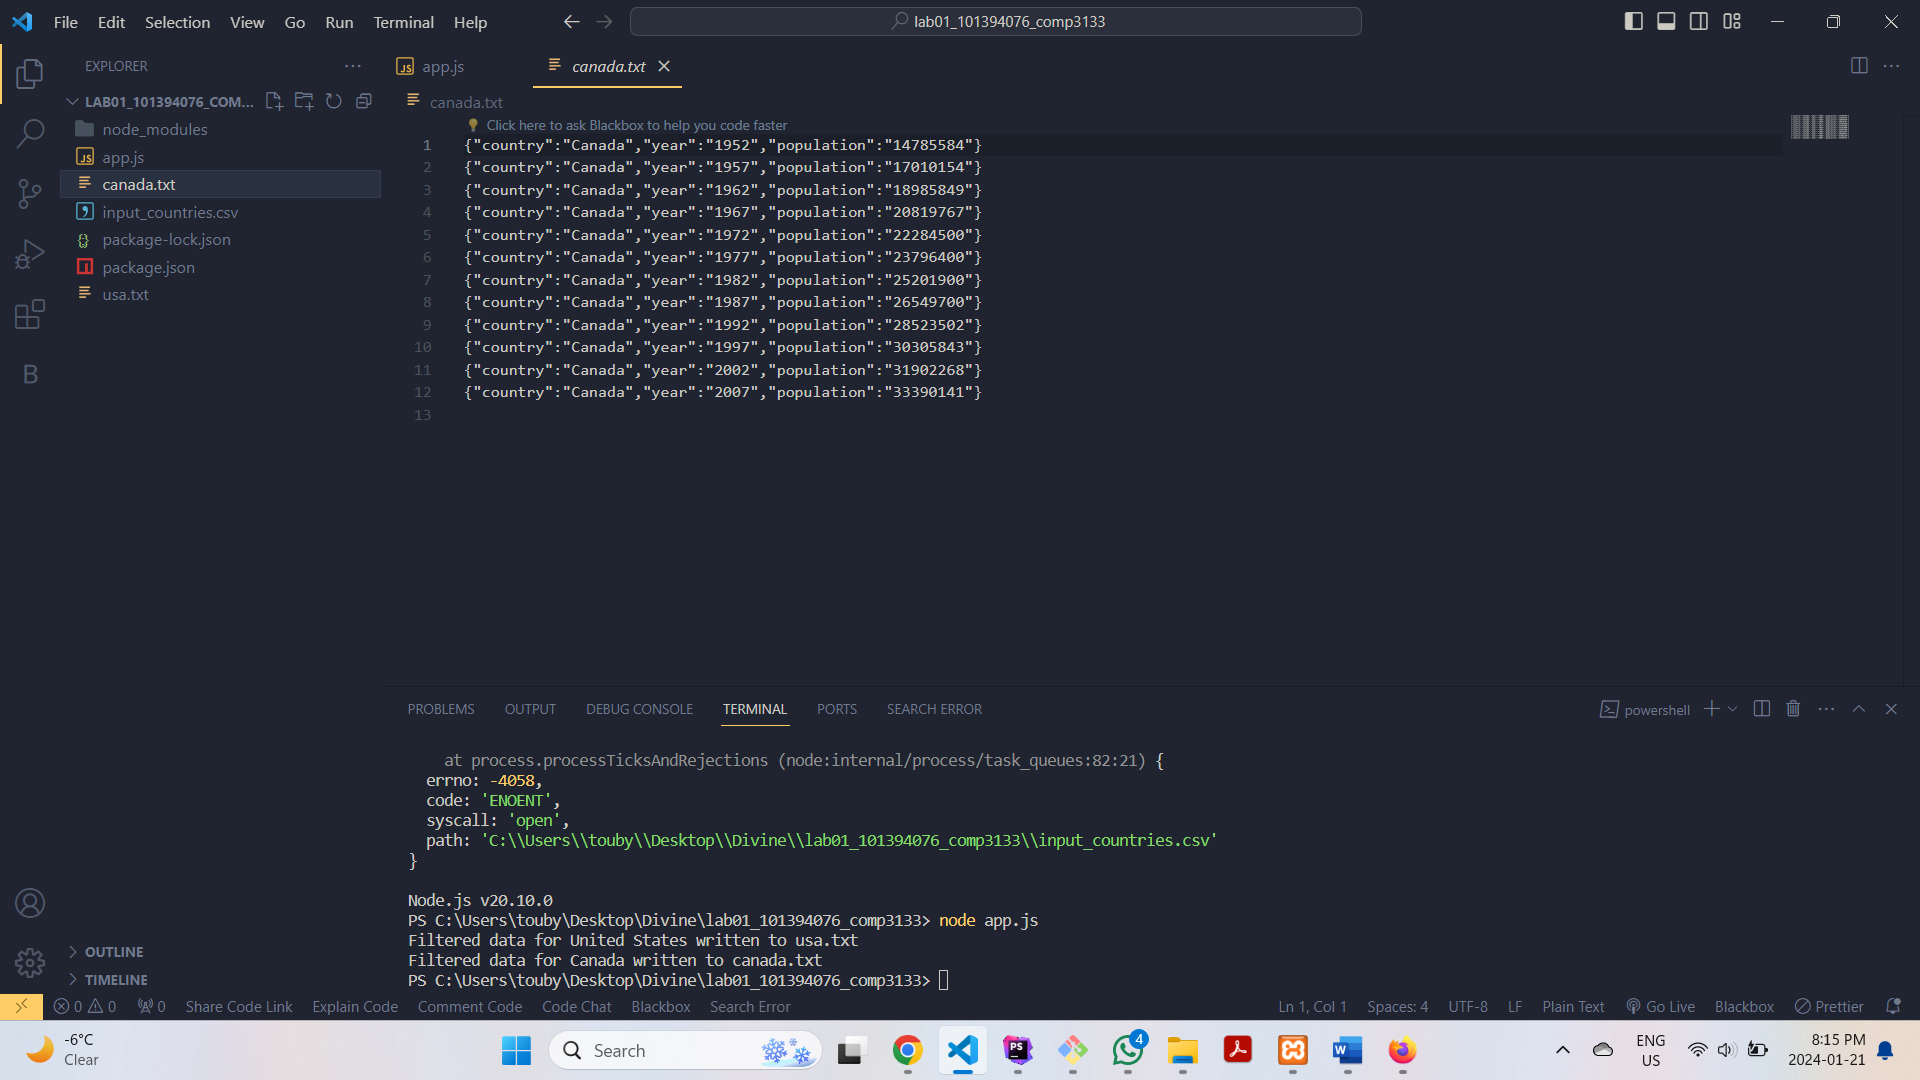 File Edit Selection View Go Run Terminal Help
lab01_101394076_comp3133
EXPLORER
LAB01_101394076_COM...
node_modules
app.js
canada.txt
input_countries.csv
package-lock.json
package.json
usa.txt
OUTLINE
TIMELINE
app.js canada.txt
canada.txt
Click here to ask Blackbox to help you code faster
1 {"country":"Canada","year":"1952","population":"14785584"}
2 {"country":"Canada","year":"1957","population":"17010154"}
3 {"country":"Canada","year":"1962","population":"18985849"}
4 {"country":"Canada","year":"1967","population":"20819767"}
5 {"country":"Canada","year":"1972","population":"22284500"}
6 {"country":"Canada","year":"1977","population":"23796400"}
7 {"country":"Canada","year":"1982","population":"25201900"}
8 {"country":"Canada","year":"1987","population":"26549700"}
9 {"country":"Canada","year":"1992","population":"28523502"}
10 {"country":"Canada","year":"1997","population":"30305843"}
11 {"country":"Canada","year":"2002","population":"31902268"}
12 {"country":"Canada","year":"2007","population":"33390141"}
13
PROBLEMS OUTPUT DEBUG CONSOLE TERMINAL PORTS SEARCH ERROR
powershell
at process.processTicksAndRejections (node:internal/process/task_queues:82:21) {
errno: -4058,
code: 'ENOENT',
syscall: 'open',
path: 'C:\\Users\\touby\\Desktop\\Divine\\lab01_101394076_comp3133\\input_countries.csv'
}
Node.js v20.10.0
PS C:\Users\touby\Desktop\Divine\lab01_101394076_comp3133> node app.js
Filtered data for United States written to usa.txt
Filtered data for Canada written to canada.txt
PS C:\Users\touby\Desktop\Divine\lab01_101394076_comp3133>
0 0 0 Share Code Link Explain Code Comment Code Code Chat Blackbox Search Error
Ln 1, Col 1 Spaces: 4 UTF-8 LF Plain Text Go Live Blackbox Prettier
-6°C
Clear
Search
PS
4
W
ENG
US
8:15 PM
2024-01-21